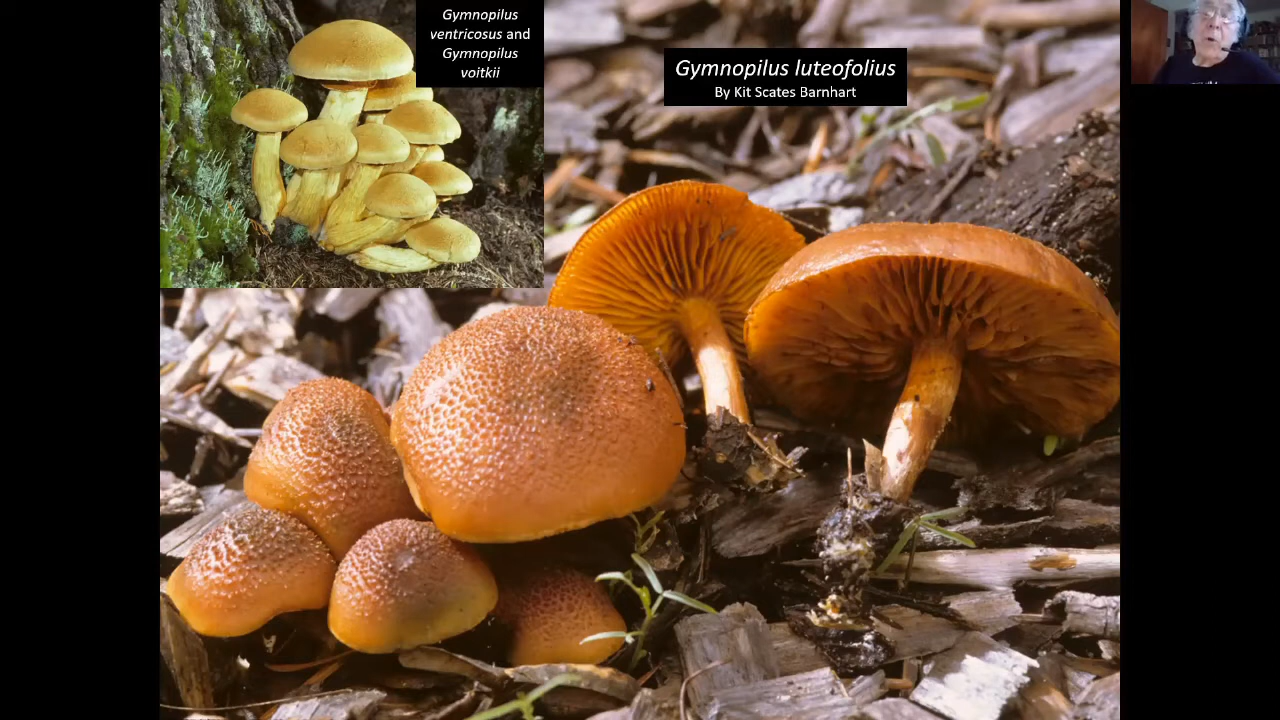 Gymnopilus
ventricosus and
Gymnopilus
voitkii
Gymnopilus luteofolius
By Kit Scates Barnhart